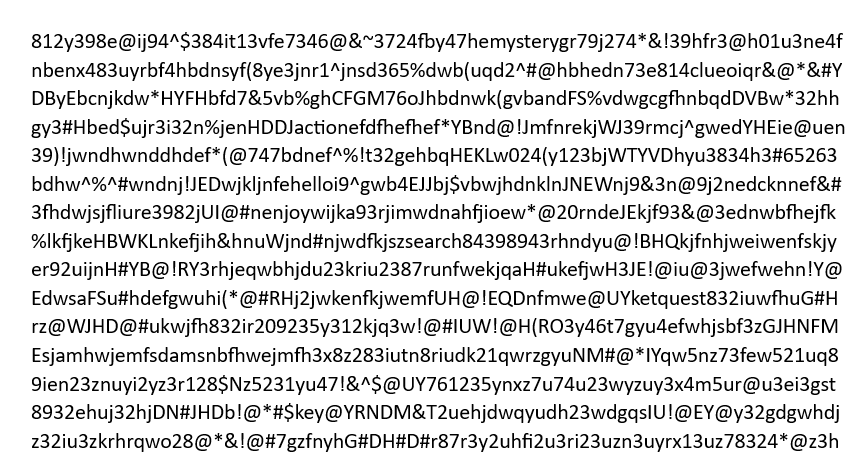 812y398e@ij94^$384it13vfe7346@&~3724fby47hemysterygr79j274*&!39hfr3@h01u3ne4f
nbenx483uyrbf4hbdnsyf(8ye3jnr1^jnsd365%dwb(uqd2^#@hbhedn73e814clueoiqr&@*&#Y
DByEbcnjkdw*HYFHbfd7&5vb%ghCFGM76oJhbdnwk(gvbandFS%vdwgcgfhnbqdDVBw*32hh
gy3#Hbed$ujr3i32n%jenHDDJactionefdfhefhef*YBnd@!JmfnrekjWJ39rmcj^gwedYHEie@uen
39)!jwndhwnddhdef*(@747bdnef^%!t32gehbqHEKLw024(y123bjWTYVDhyu3834h3#65263
bdhw^%^#wndnj!JEDwjkljnfehelloi9^gwb4EJJbj$vbwjhdnklnJNEWnj9&3n@9j2nedcknnef&#
3fhdwjsjfliure3982jUI@#nenjoywijka93rjimwdnahfjioew*@20rndeJEkjf93&@3ednwbfhejfk
%lkfjkeHBWKLnkefjih&hnuWjnd#njwdfkjszsearch84398943rhndyu@!BHQkjfnhjweiwenfskjy
er92uijnH#YB@!RY3rhjeqwbhjdu23kriu2387runfwekjqaH#ukefjwH3JE!@iu@3jwefwehn!Y@
EdwsaFSu#hdefgwuhi(*@#RHj2jwkenfkjwemfUH@!EQDnfmwe@UYketquest832iuwfhuG#H
rz@WJHD@#ukwjfh832ir209235y312kjq3w!@#IUW!@H(RO3y46t7gyu4efwhjsbf3zGJHNFM
Esjamhwjemfsdamsnbfhwejmfh3x8z283iutn8riudk21qwrzgyuNM#@*IYqw5nz73few521uq8
9ien23znuyi2yz3r128$Nz5231yu47!&^$@UY761235ynxz7u74u23wyzuy3x4m5ur@u3ei3gst
8932ehuj32hjDN#JHDb!@*#$key@YRNDM&T2uehjdwqyudh23wdgqsIU!@EY@y32gdgwhdj
z32iu3zkrhrqwo28@*&!@#7gzfnyhG#DH#D#r87r3y2uhfi2u3ri23uzn3uyrx13uz78324*@z3h